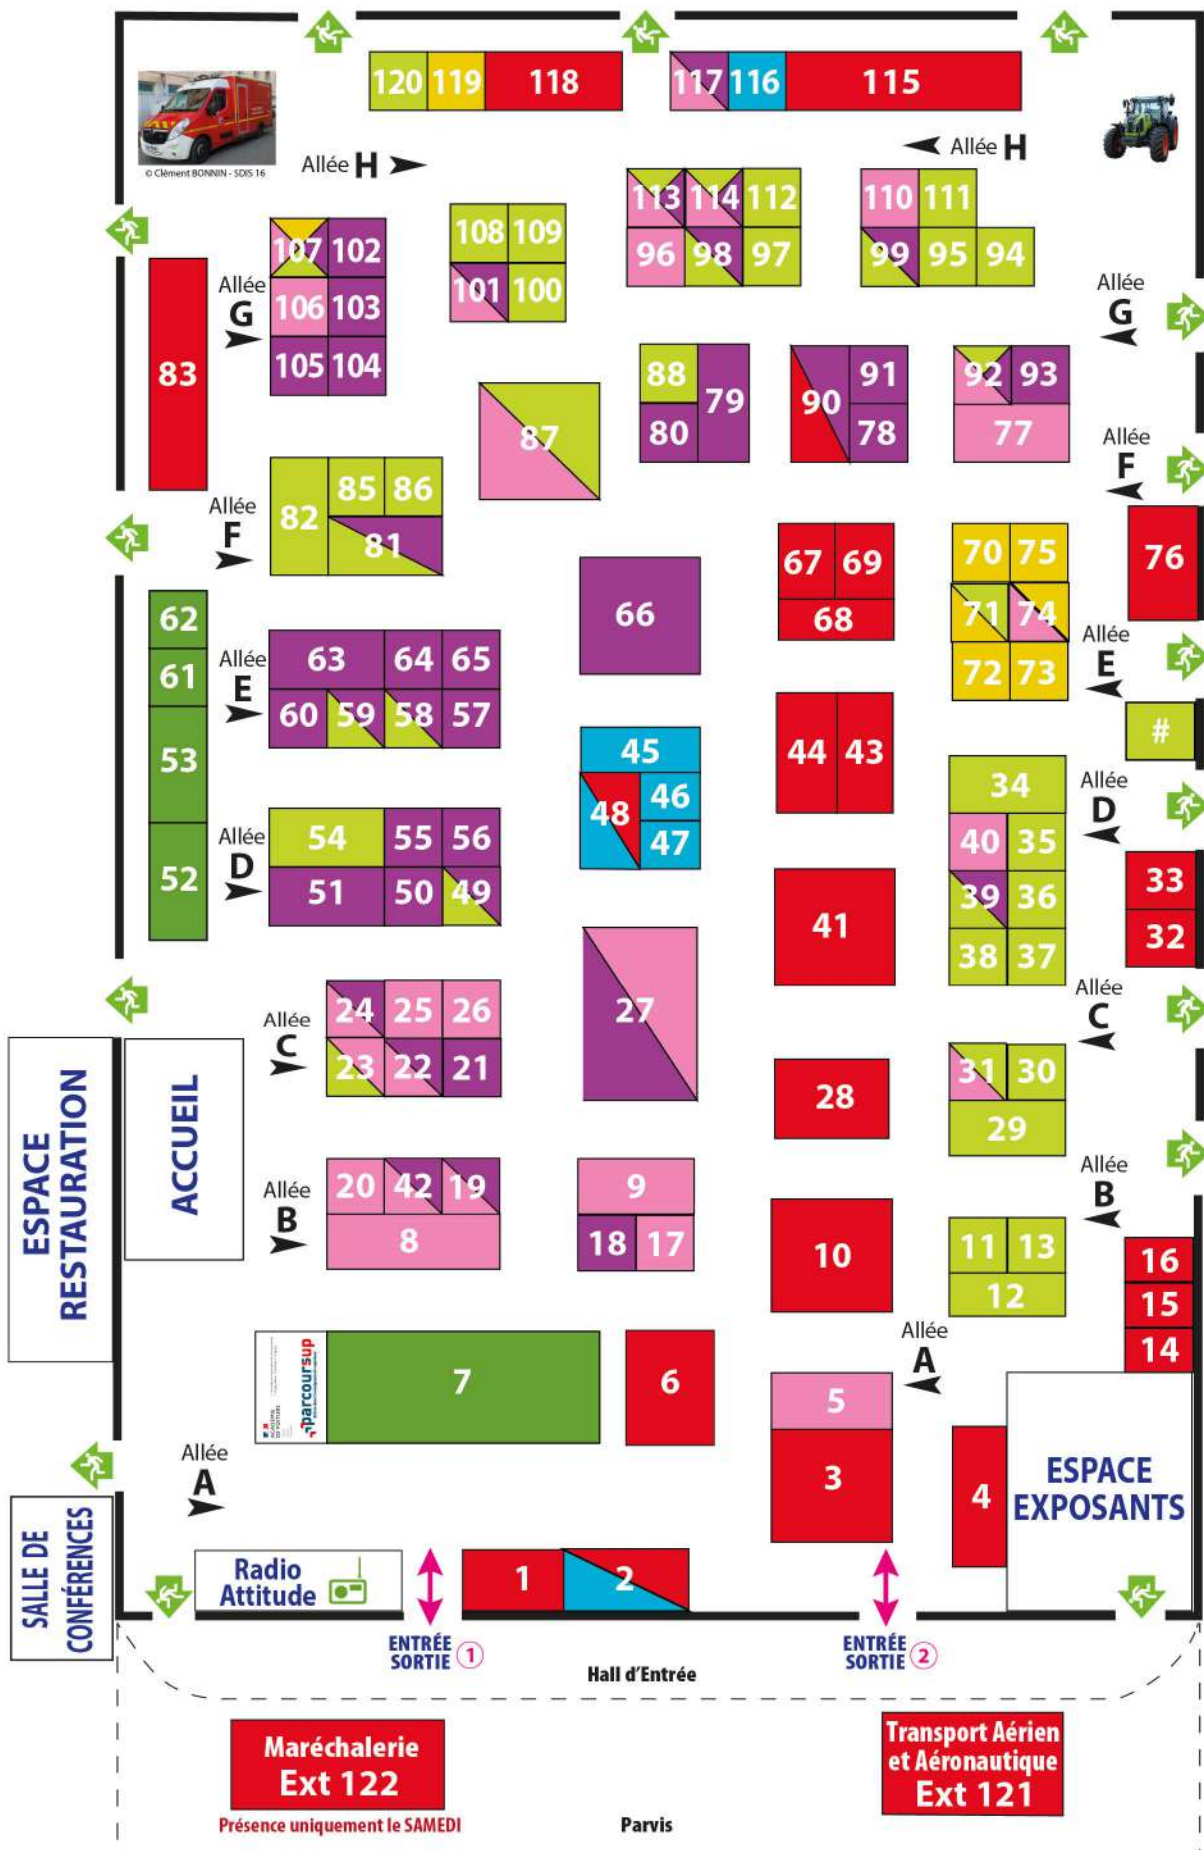 120 119 118 117 116 115
© Clément BONNIN - SDIS 16
Allée H
Allée H
113 114 112 110 111
107 102 108 109 96 98 97 99 95 94
106 103 101 100
105 104
Allée
G
Allée
G
83
88 79 80
90 91 78
92 93 77
87
Allée
F
Allée
F
82 85 86
81
66
67 69
68
70 75
71 74
72 73
76
62
61
53
52
Allée
E
Allée
E
63 64 65
60 59 58 57
#
45
46
48
47
44 43
34
40 35
39 36
38 37
Allée
D
Allée
D
54 55 56
51 50 49
33
32
41
27
24 25 26
23 22 21
Allée
C
Allée
C
31 30
29
28
ESPACE
RESTAURATION
ACCUEIL
Allée
B
Allée
B
20 42 19
8
9
18 17
10
11 13
12
16
15
14
ACADÉMIE
DE POITIERS
parcoursup
7
6
Allée
A
5
3
4
ESPACE
EXPOSANTS
Allée
A
SALLE DE
CONFÉRENCES
Radio
Attitude
1 2
ENTRÉE
SORTIE 1
ENTRÉE
SORTIE 2
Hall d'Entrée
Maréchalerie
Ext 122
Présence uniquement le SAMEDI
Transport Aérien
et Aéronautique
Ext 121
Parvis